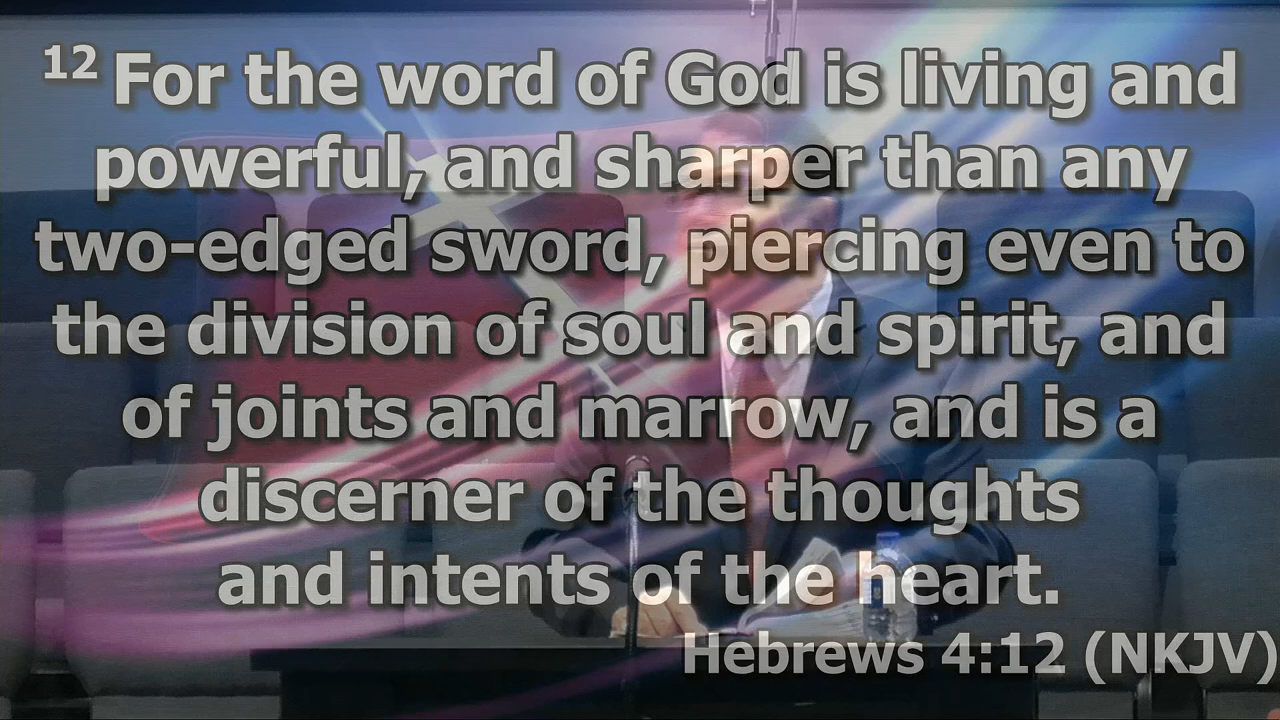 12 For the word of God is living and
powerful, and sharper than any
two-edged sword, piercing even to
the division of soul and spirit, and
of joints and marrow, and is a
discerner of the thoughts
and intents of the heart.
Hebrews 4:12 (NKJV)